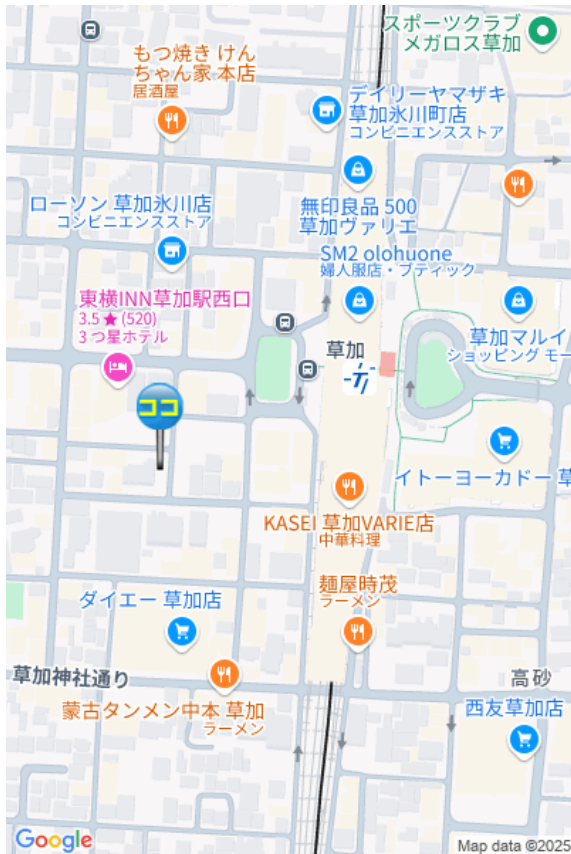 スポーツクラブ
メガロス草加
もつ焼き けん
ちゃん家 本店
居酒屋
デイリーヤマザキ
草加氷川町店
コンビニエンスストア
ローソン 草加氷川店
コンビニエンスストア
無印良品 500
草加ヴァリエ
SM2 olohuone
婦人服店・ブティック
東横INN草加駅西口
3.5★(520)
3 つ星ホテル
草加
草加マルイ
ショッピング モー
ココ
イトーヨーカドー 草
KASEI 草加VARIE店
中華料理
麺屋時茂
ラーメン
ダイエー 草加店
草加神社通り
高砂
蒙古タンメン中本 草加
ラーメン
西友草加店
Google
Map data ©2025